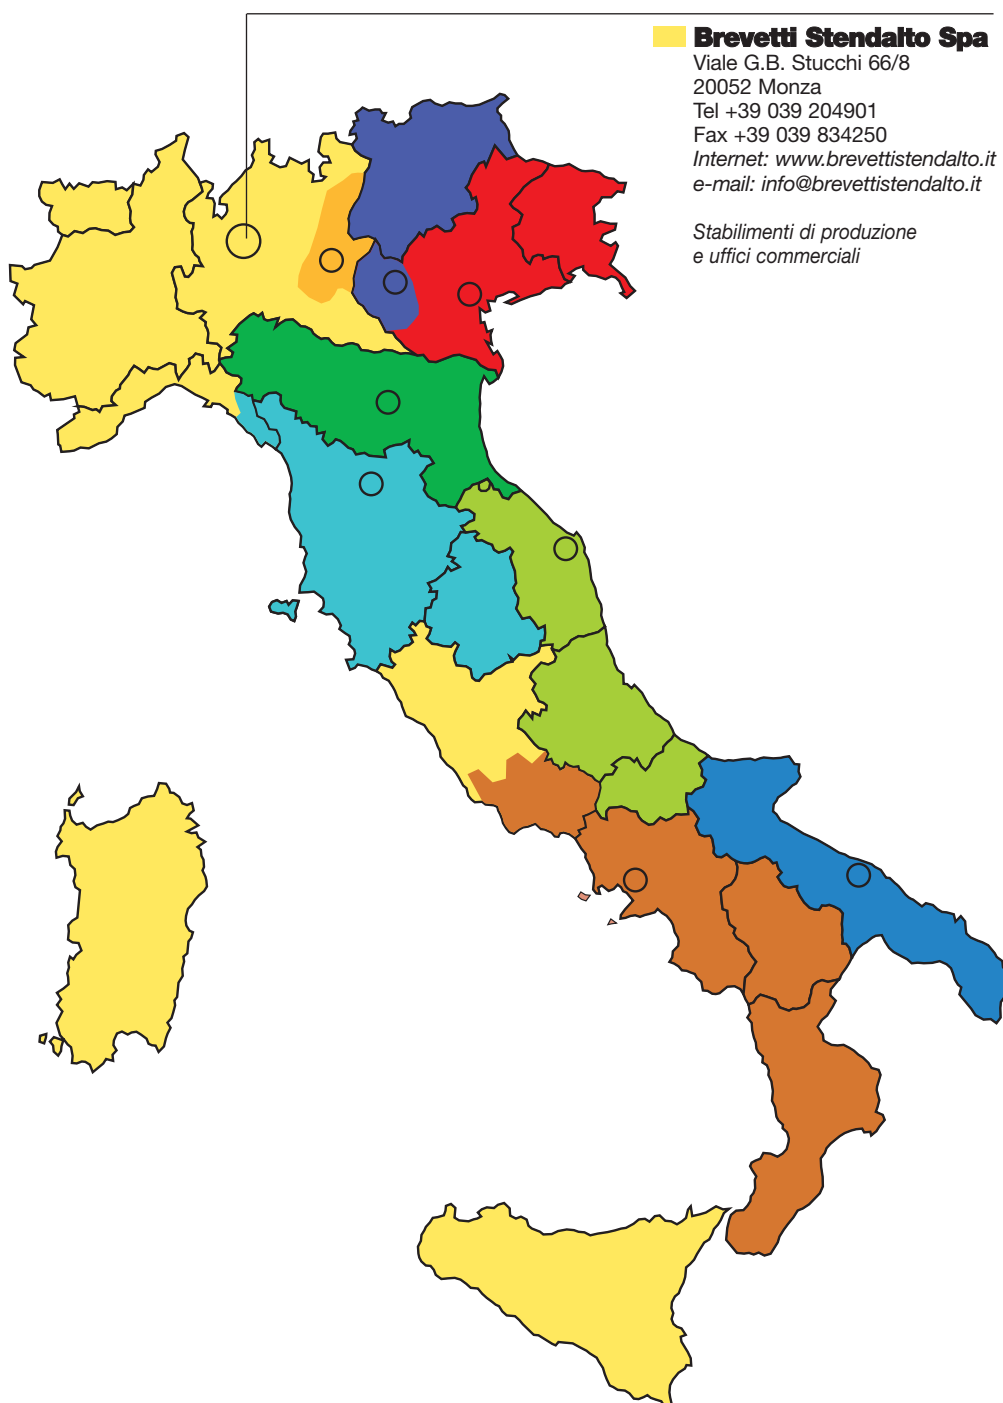 Brevetti Stendalto Spa
Viale G.B. Stucchi 66/8
20052 Monza
Tel +39 039 204901
Fax +39 039 834250
Internet: www.brevettistendalto.it
e-mail: info@brevettistendalto.it
Stabilimenti di produzione
e uffici commerciali